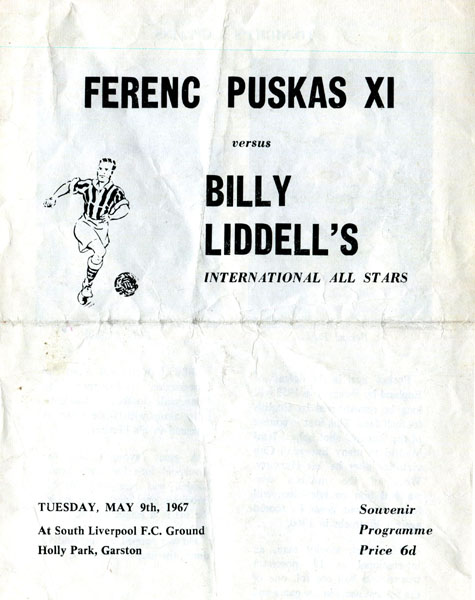 FERENC PUSKAS XI
versus
BILLY
LIDDELL'S
INTERNATIONAL ALL STARS
TUESDAY, MAY 9th, 1967
At South Liverpool F.C. Ground
Holly Park, Garston
Souvenir
Programme
Price 6d